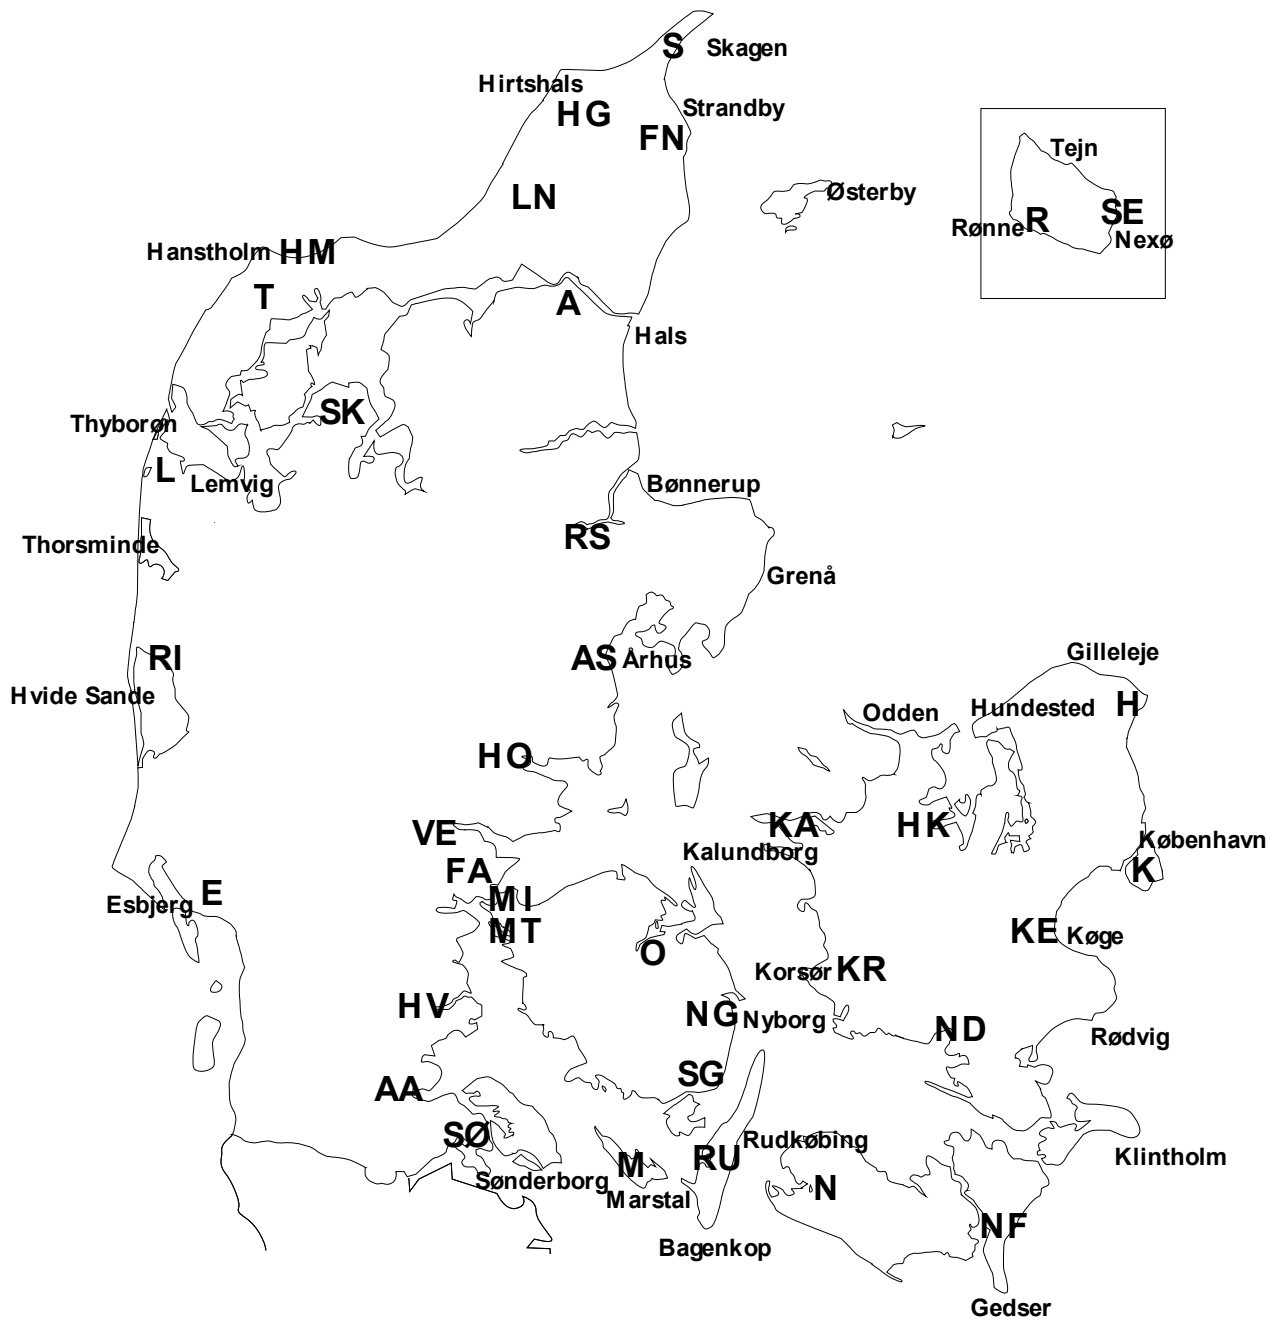 S Skagen
Hirtshals
HG
Strandby
FN
Tejn
LN
Østerby
SE
Rønne R
Nexø
Hanstholm HM
T
A
Hals
SK
Thyborøn
L
Lemvig
Bønnerup
RS
Thorsminde
Grenå
RI
AS Århus
Gilleleje
Hvide Sande
H
Odden
Hundested
HO
VE
KA
HK
København
Kalundborg
FA
K
E
Esbjerg
MI
MT
KE Køge
O
Korsør KR
HV
NG Nyborg
ND
Rødvig
SG
AA
SØ
Rudkøbing
M
RU
Klintholm
Sønderborg
Marstal
N
NF
Bagenkop
Gedser